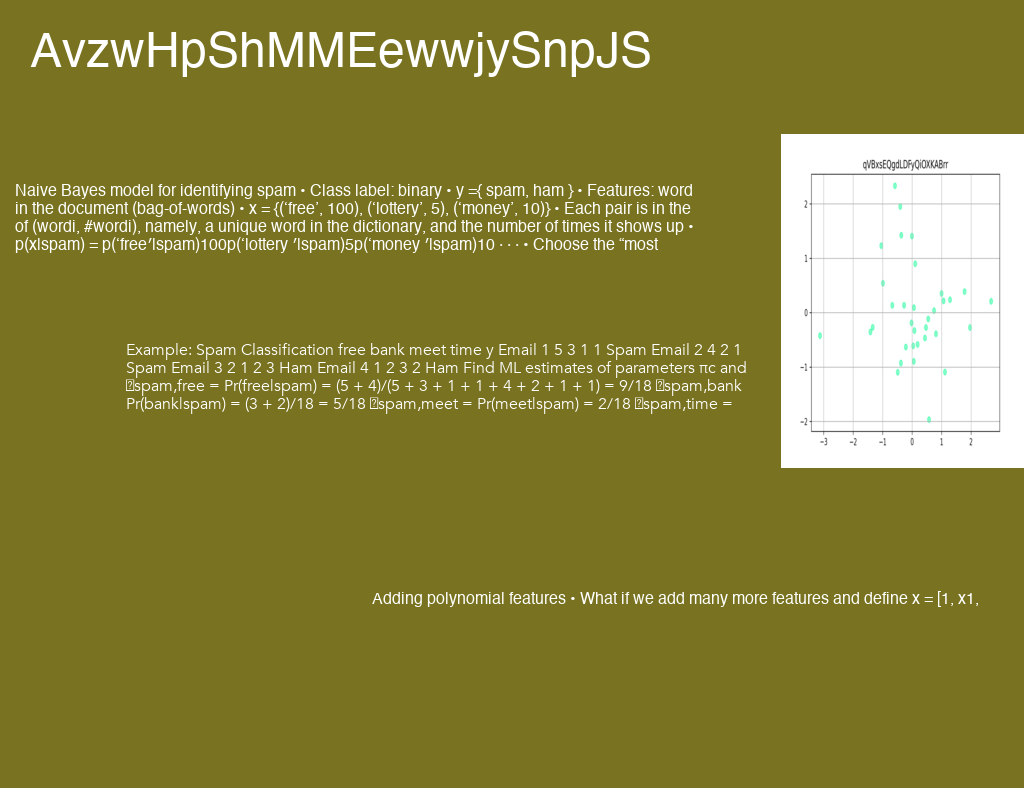 AvzwHpShMMEewwjySnpJS
Naive Bayes model for identifying spam • Class label: binary • y ={ spam, ham } • Features: word
in the document (bag-of-words) • x = {(‘free’, 100), (‘lottery’, 5), (‘money’, 10)} • Each pair is in the
of (wordi, #wordi), namely, a unique word in the dictionary, and the number of times it shows up •
p(x|spam) = p(‘free′|spam)100p(‘lottery ′|spam)5p(‘money ′|spam)10 · · · • Choose the “most
Example: Spam Classification free bank meet time y Email 1 5 3 1 1 Spam Email 2 4 2 1
Spam Email 3 2 1 2 3 Ham Email 4 1 2 3 2 Ham Find ML estimates of parameters πc and
spam,free = Pr(free|spam) = (5 + 4)/(5 + 3 + 1 + 1 + 4 + 2 + 1 + 1) = 9/18 spam,bank
Pr(bank|spam) = (3 + 2)/18 = 5/18 spam,meet = Pr(meet|spam) = 2/18 spam,time =
qVBxsEQgdLDFyQiOXKABrr
2
1
0
−1
−2
−3 −2 −1 0 1 2
Adding polynomial features • What if we add many more features and define x = [1, x1,